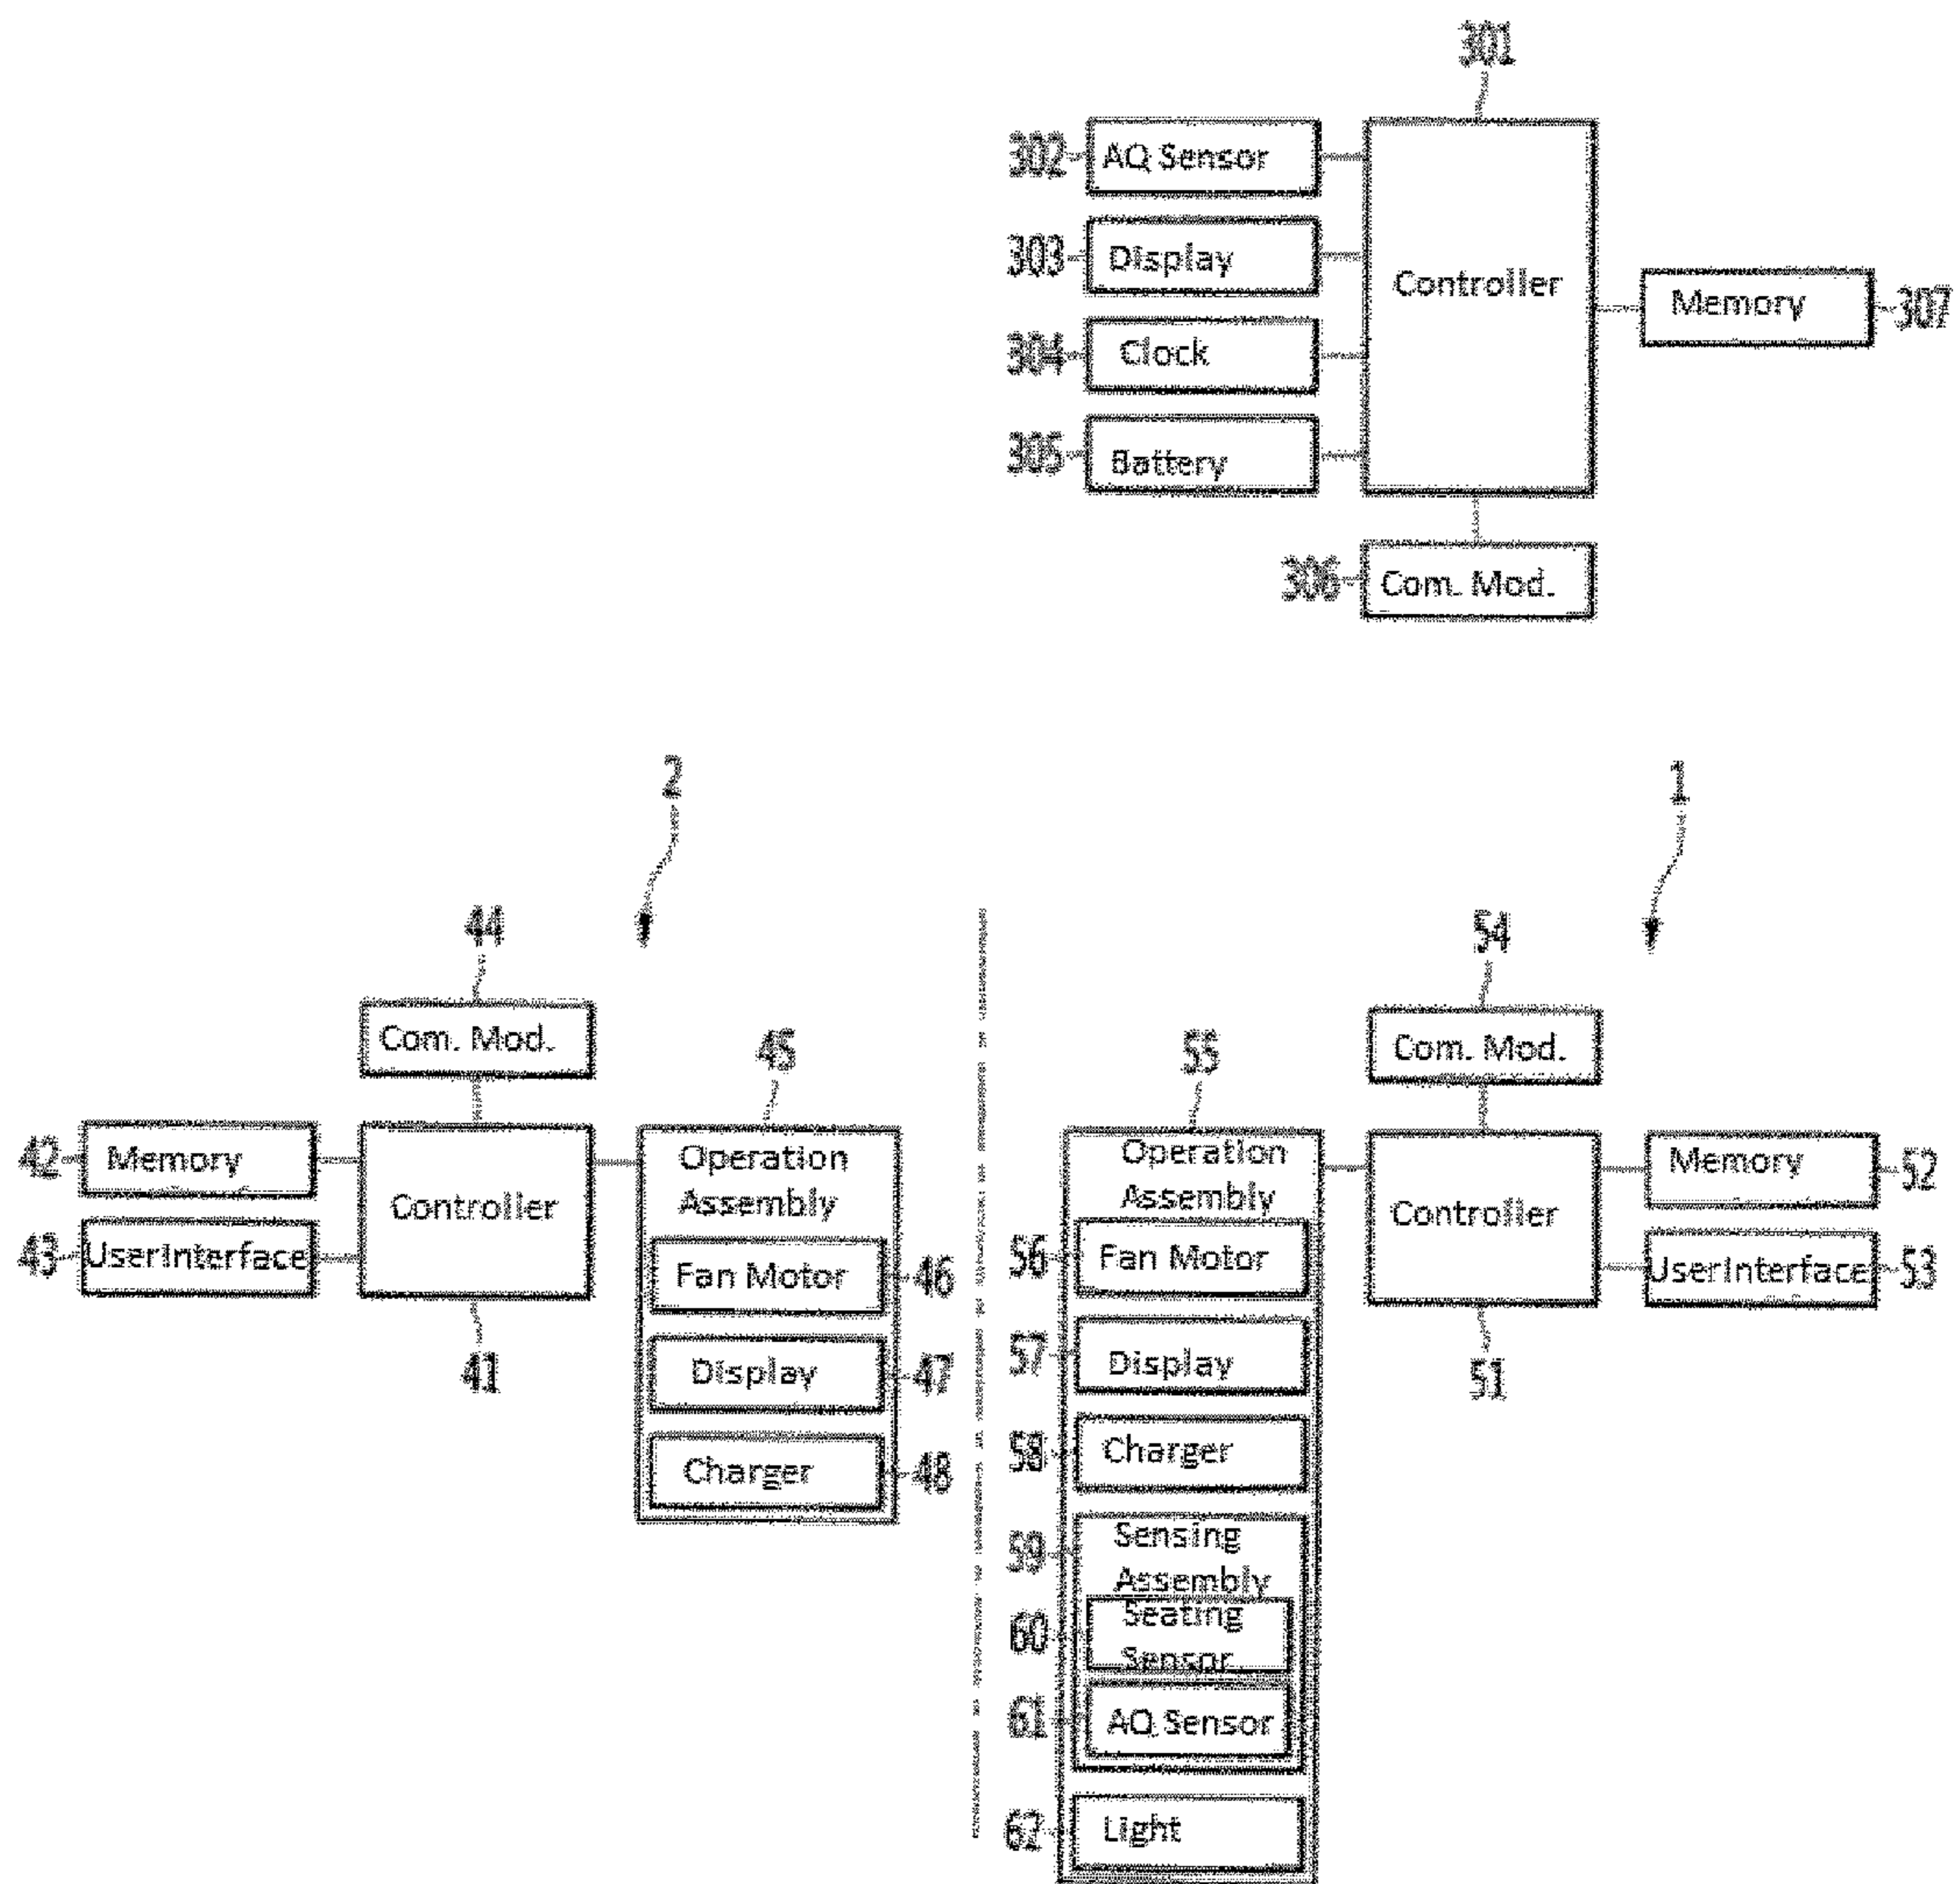 301
302 AQ Sensor
303 Display
Controller
Memory 307
304 Clock
305 Battery
306 Com. Mod.
2
1
44
54
Com. Mod.
Com. Mod.
45
55
42 Memory
Controller
Operation
Assembly
43 UserInterface
Fan Motor 46
41
Display 47
Charger 48
Operation
Assembly
Controller
Memory 52
56 Fan Motor
UserInterface 53
57 Display
51
58 Charger
59 Sensing
Assembly
60 Seating
Sensor
61 AQ Sensor
62 Light